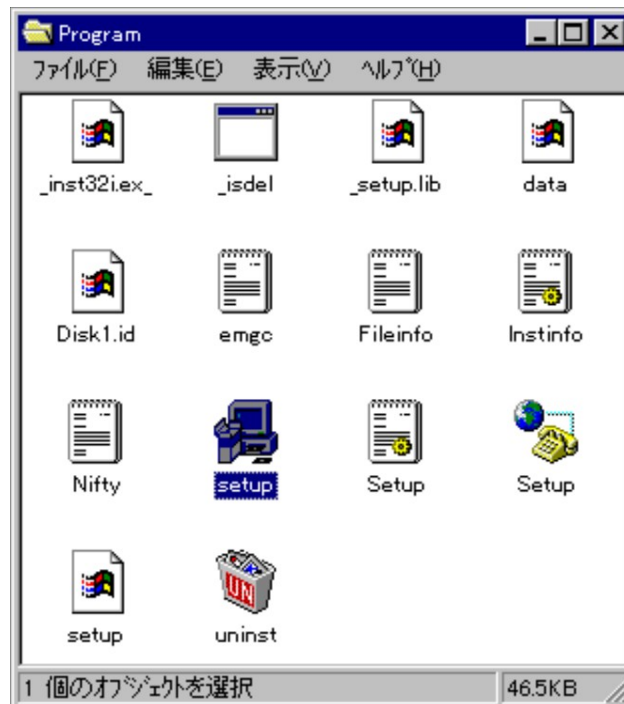 Program
ファイル(F) 編集(E) 表示(V) ヘルプ(H)
_inst32i.ex_ _isdel _setup.lib data
Disk1.id emgc Fileinfo Instinfo
Nifty setup Setup Setup
setup UN uninst
1 個のオブジェクトを選択 46.5KB